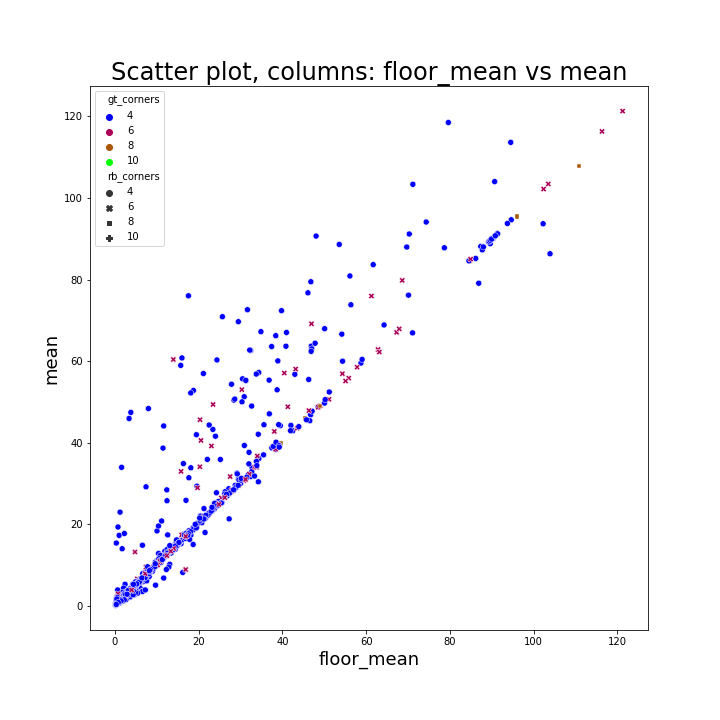 Scatter plot, columns: floor_mean vs mean
gt_corners
4
6
8
10
rb_corners
4
6
8
10
120
100
80
60
40
20
0
mean
0 20 40 60 80 100 120
floor_mean